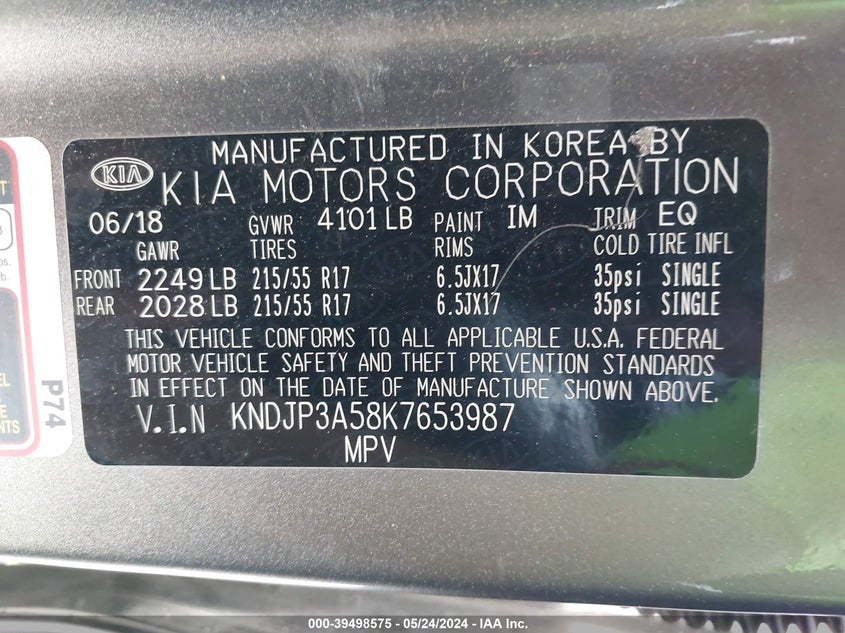 MANUFACTURED IN KOREA BY
KIA KIA MOTORS CORPORATION
06/18 GVWR 4101 LB PAINT IM TRIM EQ
GAWR TIRES RIMS COLD TIRE INFL
FRONT 2249 LB 215/55 R17 6.5JX17 35psi SINGLE
REAR 2028 LB 215/55 R17 6.5JX17 35psi SINGLE
THIS VEHICLE CONFORMS TO ALL APPLICABLE U.S.A. FEDERAL
MOTOR VEHICLE SAFETY AND THEFT PREVENTION STANDARDS
IN EFFECT ON THE DATE OF MANUFACTURE SHOWN ABOVE.
V.I.N KNDJP3A58K7653987
MPV
P74
000-39498575 - 05/24/2024 - IAA Inc.